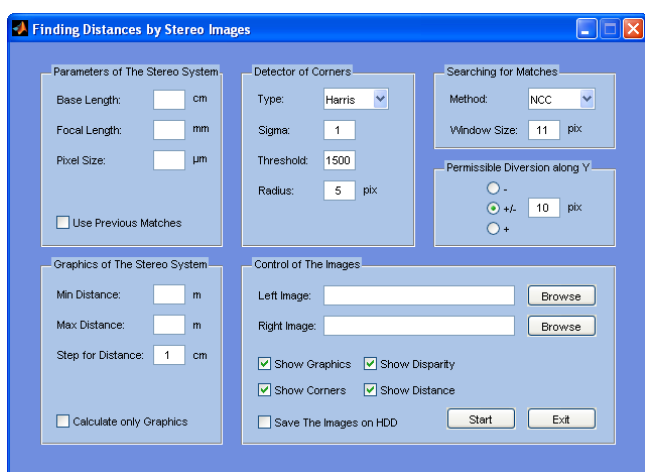 Finding Distances by Stereo Images
Parameters of The Stereo System
Base Length: cm
Focal Length: mm
Pixel Size: µm
Use Previous Matches
Detector of Corners
Type: Harris
Sigma: 1
Threshold: 1500
Radius: 5 pix
Searching for Matches
Method: NCC
Window Size: 11 pix
Permissible Diversion along Y
-
+/- 10 pix
+
Graphics of The Stereo System
Min Distance: m
Max Distance: m
Step for Distance: 1 cm
Calculate only Graphics
Control of The Images
Left Image: Browse
Right Image: Browse
Show Graphics Show Disparity
Show Corners Show Distance
Save The Images on HDD Start Exit